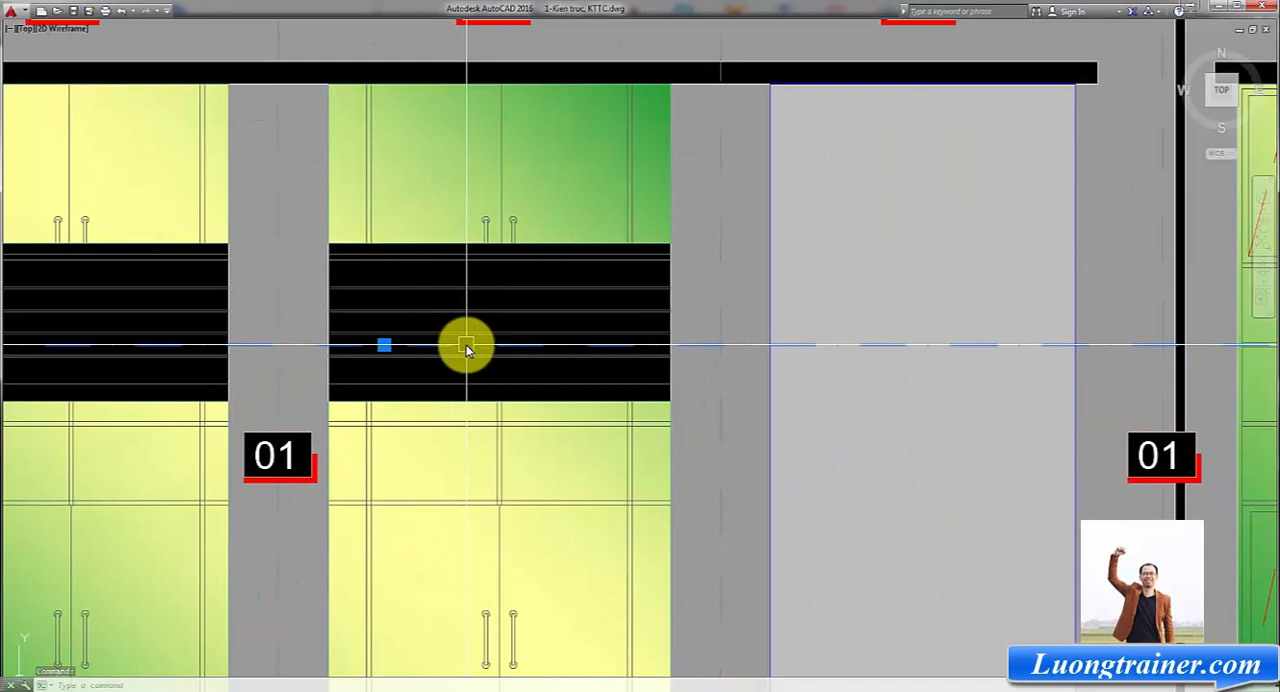 Autodesk AutoCAD 2016 1-Kien truc, KTTC.dwg
Type a keyword or phrase
Sign In
[−][Top][2D Wireframe]
N
W
TOP
S
WCS
01
01
Y
Command:
Type a command
Luongtrainer.com